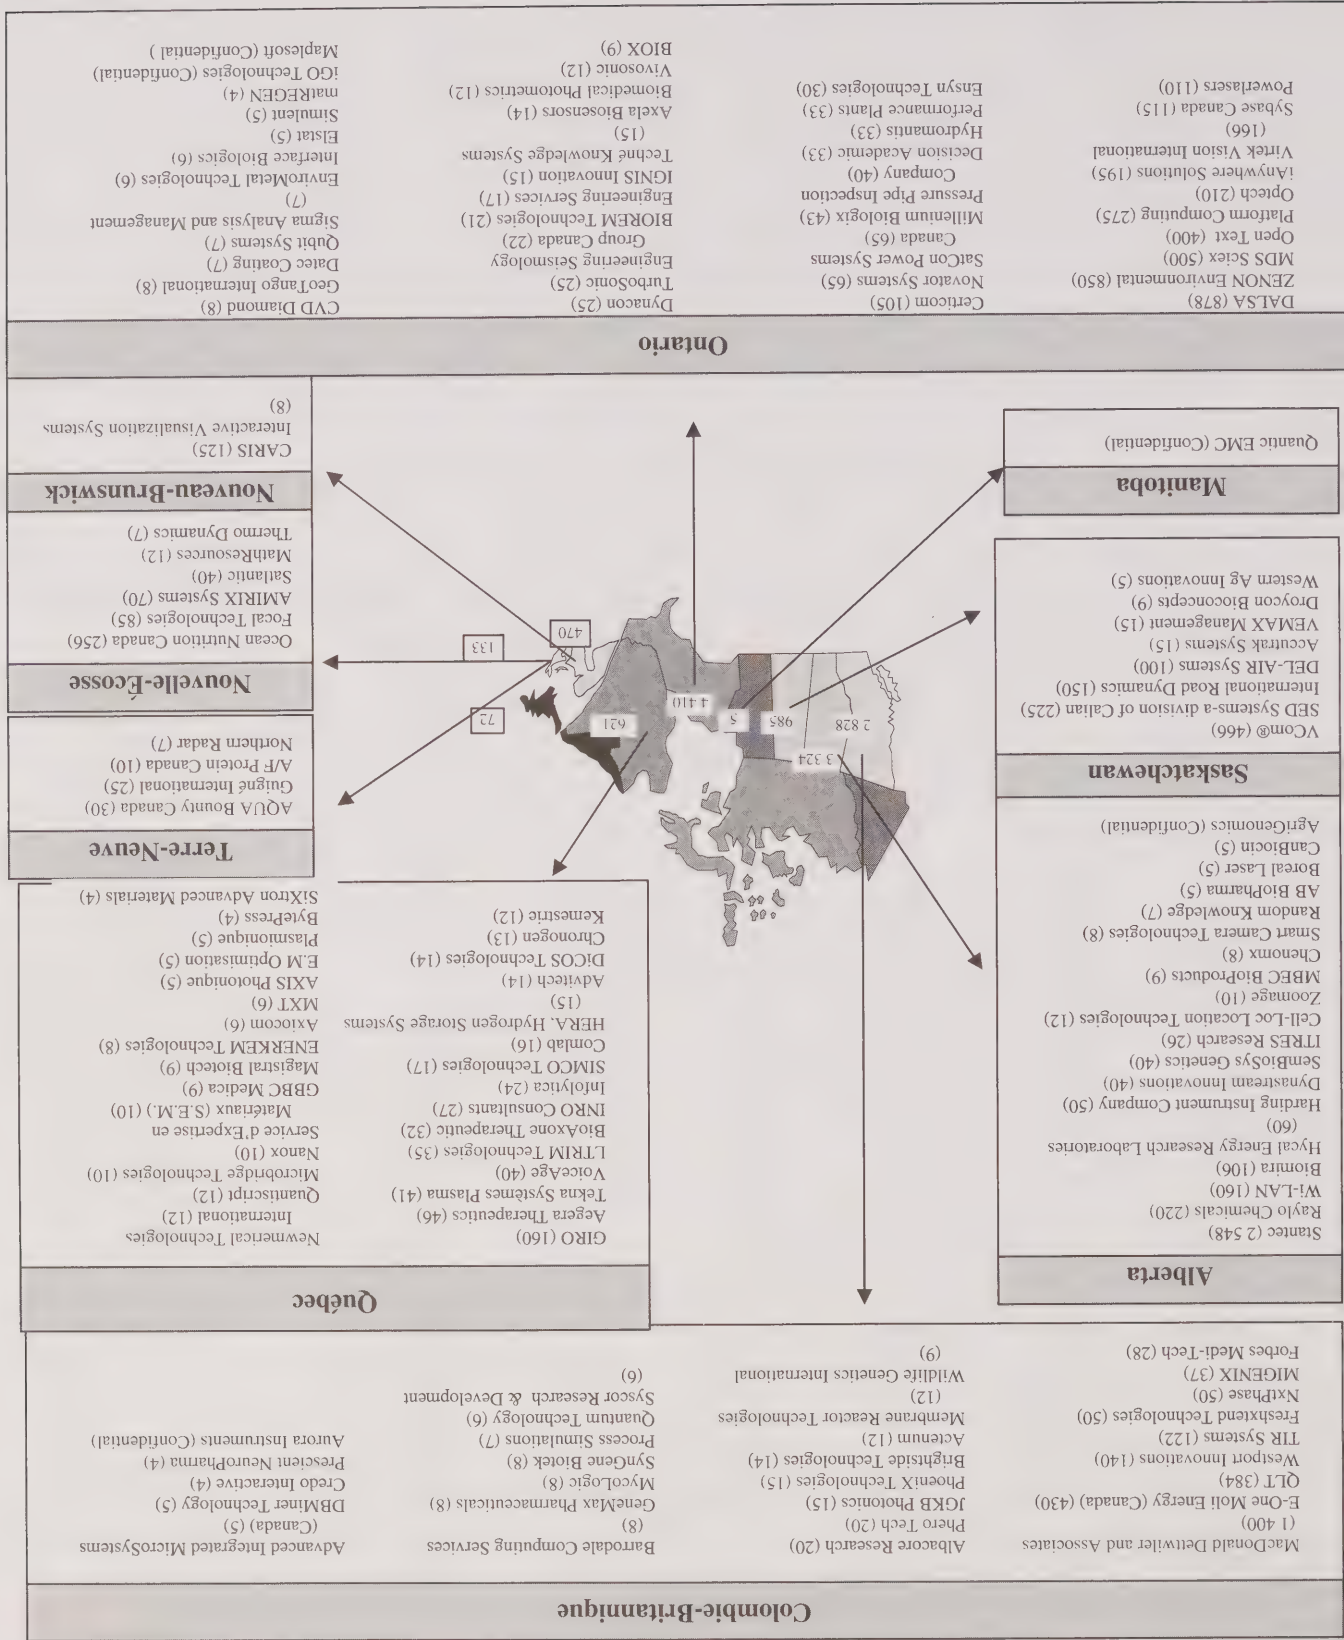 Colombie-Britannique
MacDonald Dettwiler and Associates
(1 400)
E-One Moli Energy (Canada) (430)
QLT (384)
Westport Innovations (140)
TIR Systems (122)
Freshxtend Technologies (50)
NxtPhase (50)
MIGENIX (37)
Forbes Medi-Tech (28)
Albacore Research (20)
Phero Tech (20)
JGKB Photonics (15)
PhoeniX Technologies (15)
Brightside Technologies (14)
Actenum (12)
Membrane Reactor Technologies
(12)
Wildlife Genetics International
(9)
Barrodale Computing Services
(8)
GeneMax Pharmaceuticals (8)
MycoLogic (8)
SynGene Biotek (8)
Process Simulations (7)
Quantum Technology (6)
Syscor Research & Development
(6)
Advanced Integrated MicroSystems
(Canada) (5)
DBMiner Technology (5)
Credo Interactive (4)
Prescient NeuroPharma (4)
Aurora Instruments (Confidential)
Alberta
Stantec (2 548)
Raylo Chemicals (220)
Wi-LAN (160)
Biomira (106)
Hycal Energy Research Laboratories
(60)
Harding Instrument Company (50)
Dynastream Innovations (40)
SemBioSys Genetics (40)
ITRES Research (26)
Cell-Loc Location Technologies (12)
Zoomage (10)
MBEC BioProducts (9)
Chenomx (8)
Smart Camera Technologies (8)
Random Knowledge (7)
AB BioPharma (5)
Boreal Laser (5)
CanBiocin (5)
AgriGenomics (Confidential)
Saskatchewan
VCom® (466)
SED Systems-a division of Calian (225)
International Road Dynamics (150)
DEL-AIR Systems (100)
Accutrak Systems (15)
VEMAX Management (15)
Droycon Bioconcepts (9)
Western Ag Innovations (5)
Manitoba
Quantic EMC (Confidential)
Québec
GIRO (160)
Aegera Therapeutics (46)
Tekna Systèmes Plasma (41)
VoiceAge (40)
LTRIM Technologies (35)
BioAxone Therapeutic (32)
INRO Consultants (27)
Infolytica (24)
SIMCO Technologies (17)
Comlab (16)
HERA. Hydrogen Storage Systems
(15)
Advitech (14)
DiCOS Technologies (14)
Chronogen (13)
Kemestrie (12)
Newmerical Technologies
International (12)
Quantiscript (12)
Microbridge Technologies (10)
Nanox (10)
Service d'Expertise en
Matériaux (S.E.M.) (10)
GBBC Medica (9)
Magistral Biotech (9)
ENERKEM Technologies (8)
Axiocom (6)
MXT (6)
AXIS Photonique (5)
E.M Optimisation (5)
Plasmionique (5)
BytePress (4)
SiXtron Advanced Materials (4)
2 828
3 324
985
5
4 410
621
72
133
470
Terre-Neuve
AQUA Bounty Canada (30)
Guigné International (25)
A/F Protein Canada (10)
Northern Radar (7)
Nouvelle-Écosse
Ocean Nutrition Canada (256)
Focal Technologies (85)
AMIRIX Systems (70)
Satlantic (40)
MathResources (12)
Thermo Dynamics (7)
Nouveau-Brunswick
CARIS (125)
Interactive Visualization Systems
(8)
Ontario
DALSA (878)
ZENON Environmental (850)
MDS Sciex (500)
Open Text (400)
Platform Computing (275)
Optech (210)
iAnywhere Solutions (195)
Virtek Vision International
(166)
Sybase Canada (115)
Powerlasers (110)
Certicom (105)
Novator Systems (65)
SatCon Power Systems
Canada (65)
Millenium Biologix (43)
Pressure Pipe Inspection
Company (40)
Decision Academic (33)
Hydromantis (33)
Performance Plants (33)
Ensyn Technologies (30)
Dynacon (25)
TurboSonic (25)
Engineering Seismology
Group Canada (22)
BIOREM Technologies (21)
Engineering Services (17)
IGNIS Innovation (15)
Techné Knowledge Systems
(15)
Axela Biosensors (14)
Biomedical Photometrics (12)
Vivosonic (12)
BIOX (9)
CVD Diamond (8)
GeoTango International (8)
Datec Coating (7)
Qubit Systems (7)
Sigma Analysis and Management
(7)
EnviroMetal Technologies (6)
Interface Biologics (6)
Elstat (5)
Simulent (5)
matREGEN (4)
iGO Technologies (Confidential)
Maplesoft (Confidential )